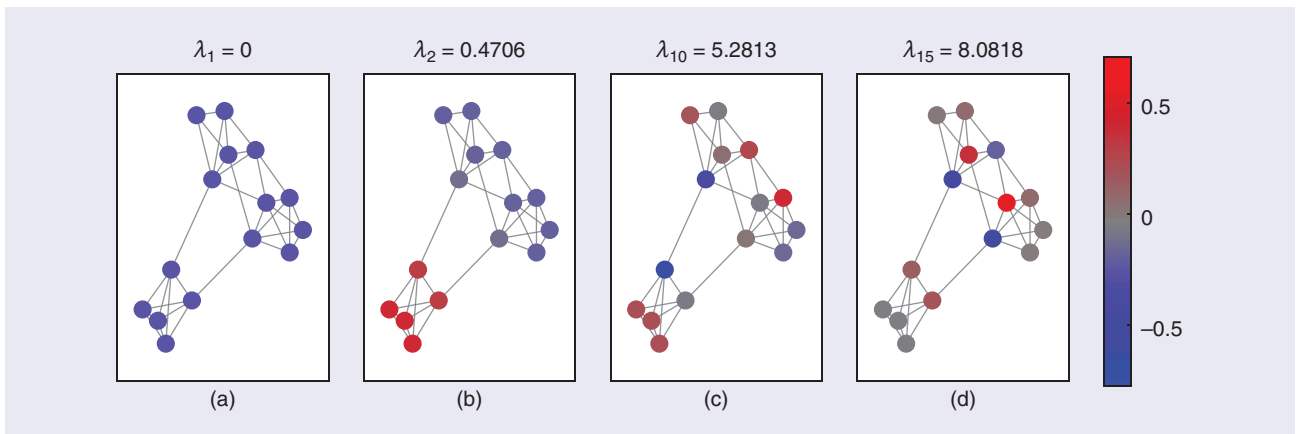 λ1 = 0
λ2 = 0.4706
λ10 = 5.2813
λ15 = 8.0818
0.5
0
–0.5
(a)
(b)
(c)
(d)